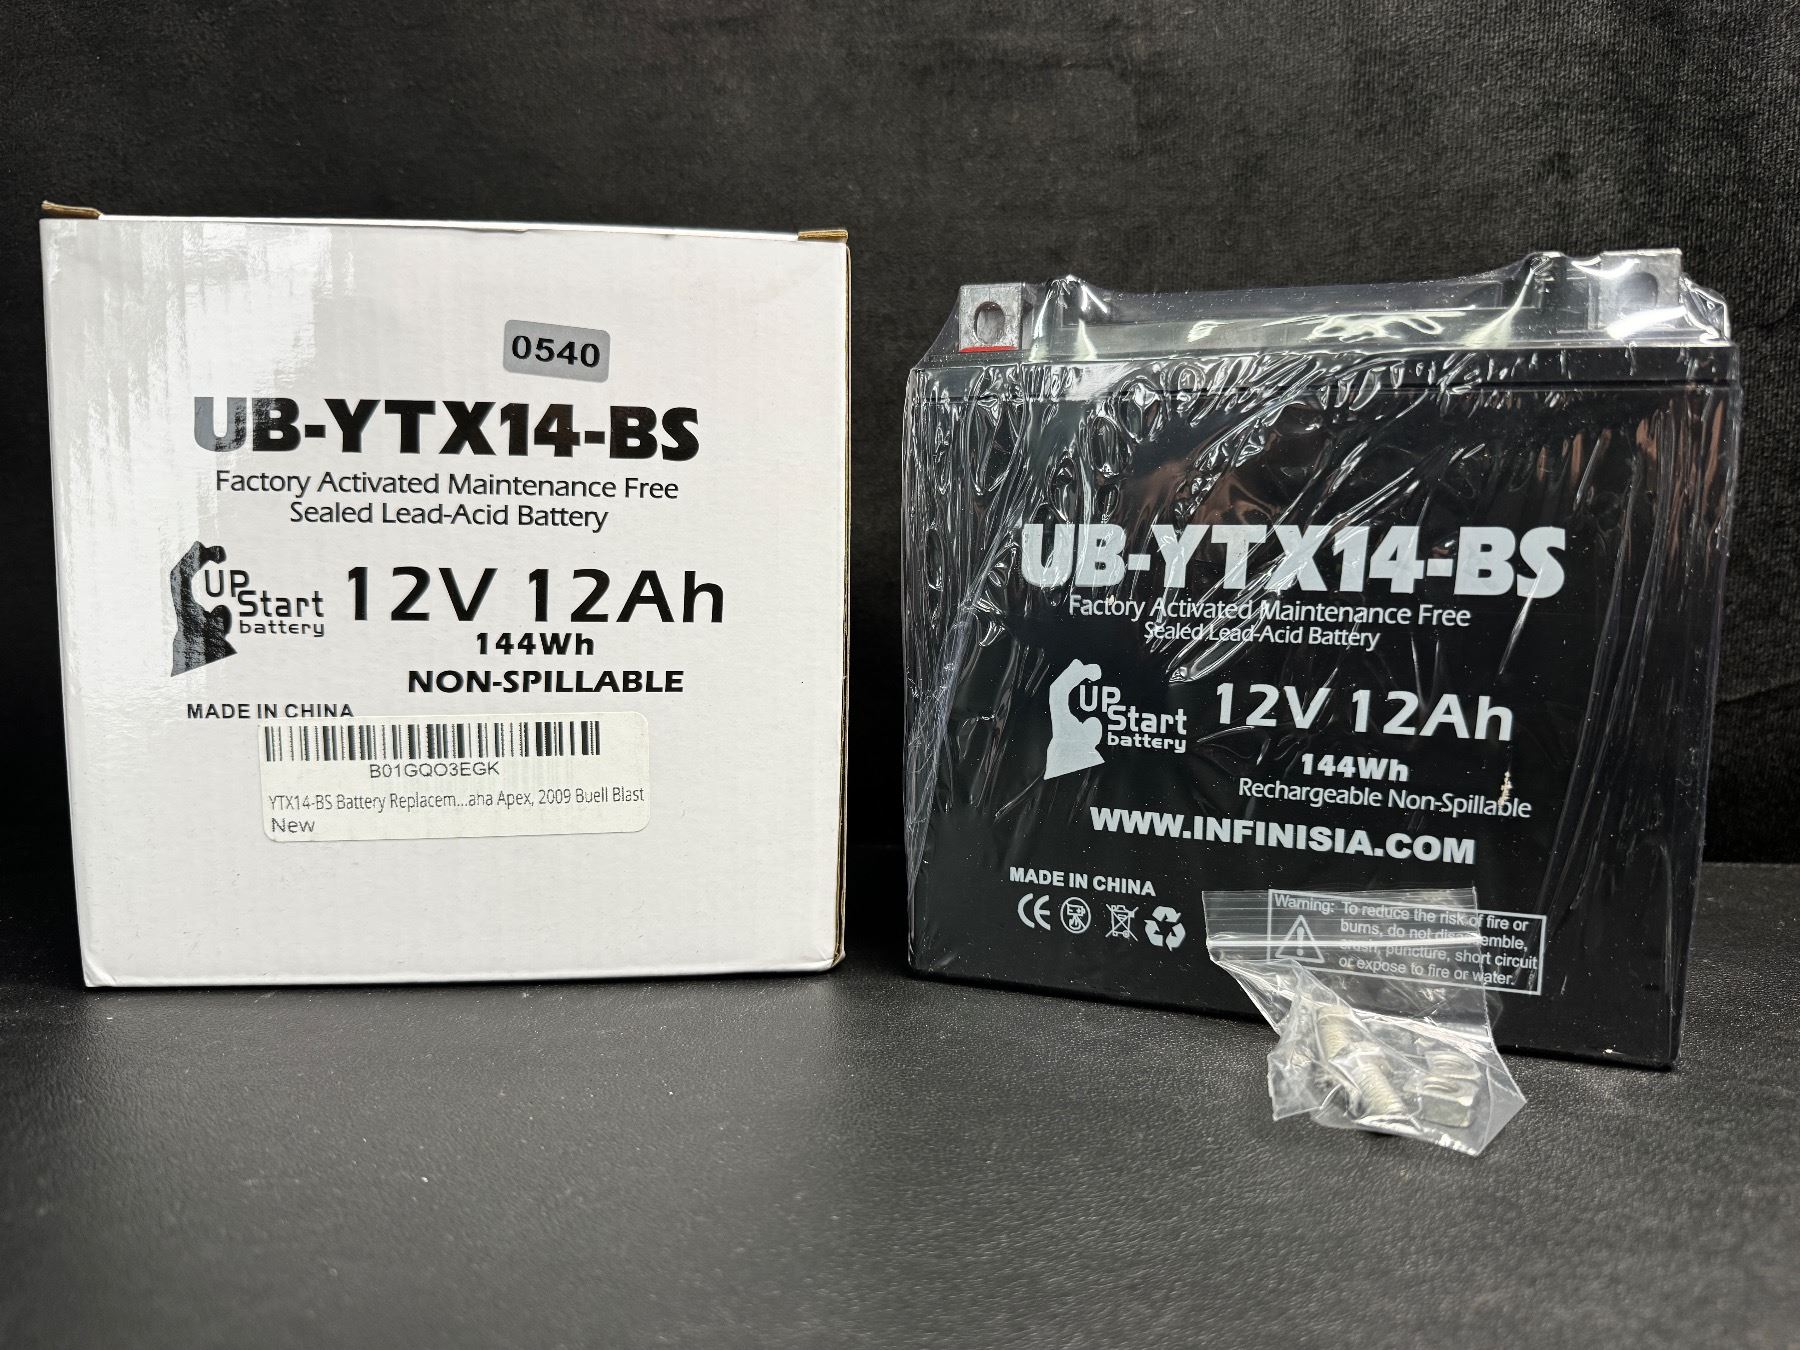 0540
UB-YTX14-BS
Factory Activated Maintenance Free
Sealed Lead-Acid Battery
UP
Start
battery
12V 12Ah
144Wh
NON-SPILLABLE
MADE IN CHINA
B01GQO3EGK
YTX14-BS Battery Replacem...aha Apex, 2009 Buell Blast
New
UB-YTX14-BS
Factory Activated Maintenance Free
Sealed Lead-Acid Battery
UP
Start
battery
12V 12Ah
144Wh
Rechargeable Non-Spillable
WWW.INFINISIA.COM
MADE IN CHINA
CE
Warning: To reduce the risk of fire or
burns, do not disassemble,
crush, puncture, short circuit
or expose to fire or water.